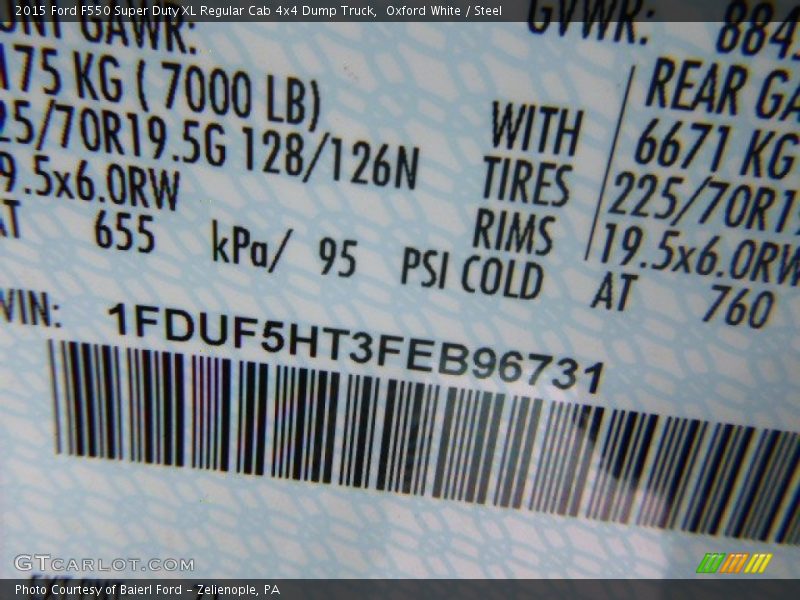 2015 Ford F550 Super Duty XL Regular Cab 4x4 Dump Truck,  Oxford White / Steel
GAWR: GVWR: 884
175 KG ( 7000 LB) WITH REAR GA
25/70R19.5G 128/126N TIRES 6671 KG
9.5x6.0RW RIMS 225/70R19
AT 655 kPa/ 95 PSI COLD 19.5x6.0RW
AT 760
VIN: 1FDUF5HT3FEB96731
GTCARLOT.COM
Photo Courtesy of Baierl Ford - Zelienople, PA